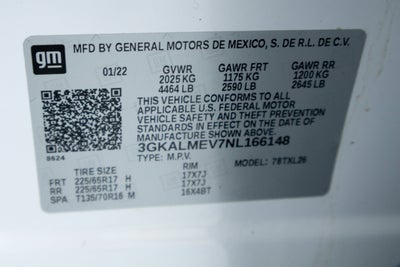 gm
MFD BY GENERAL MOTORS DE MEXICO, S. DE R.L. DE C.V.
01/22 GVWR GAWR FRT GAWR RR
2025 KG 1175 KG 1200 KG
4464 LB 2590 LB 2645 LB
THIS VEHICLE CONFORMS TO ALL
APPLICABLE U.S. FEDERAL MOTOR
VEHICLE SAFETY STANDARDS IN
EFFECT ON THE DATE OF
MANUFACTURE SHOWN ABOVE.
3GKALMEV7NL166148
8624
TYPE: M.P.V. MODEL: 78TXL26
TIRE SIZE SPEED RTG RIM
FRT 225/65R17 H 17X7J
RR 225/65R17 H 17X7J
SPA T135/70R16 M 16X4BT